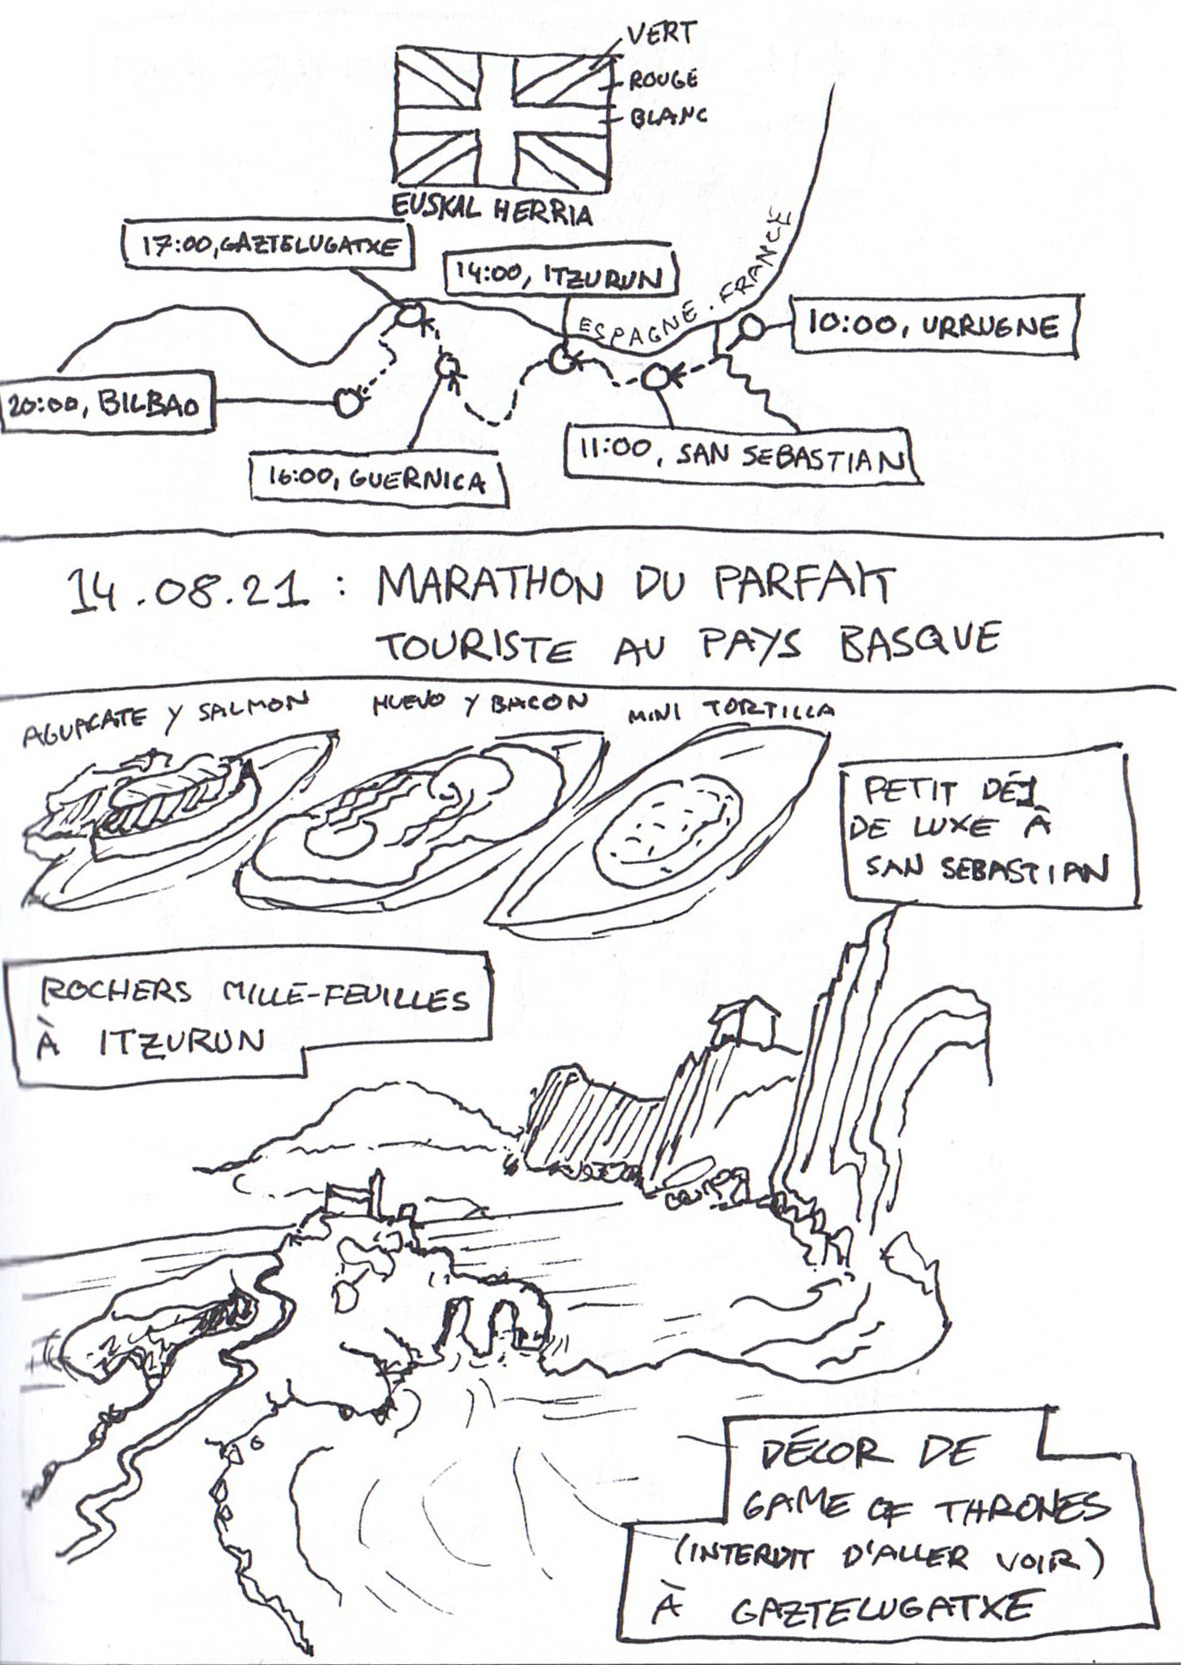 VERT
ROUGE
BLANC
EUSKAL HERRIA
17:00, GAZTELUGATXE
14:00, ITZURUN
ESPAGNE . FRANCE
10:00, URRUGNE
20:00, BILBAO
11:00, SAN SEBASTIAN
16:00, GUERNICA
14.08.21 : MARATHON DU PARFAIT
TOURISTE AU PAYS BASQUE
AGUACATE Y SALMON
HUEVO Y BACON
MINI TORTILLA
PETIT DÉJ
DE LUXE À
SAN SEBASTIAN
ROCHERS MILLE-FEUILLES
À ITZURUN
DÉCOR DE
GAME OF THRONES
(INTERDIT D'ALLER VOIR)
À GAZTELUGATXE